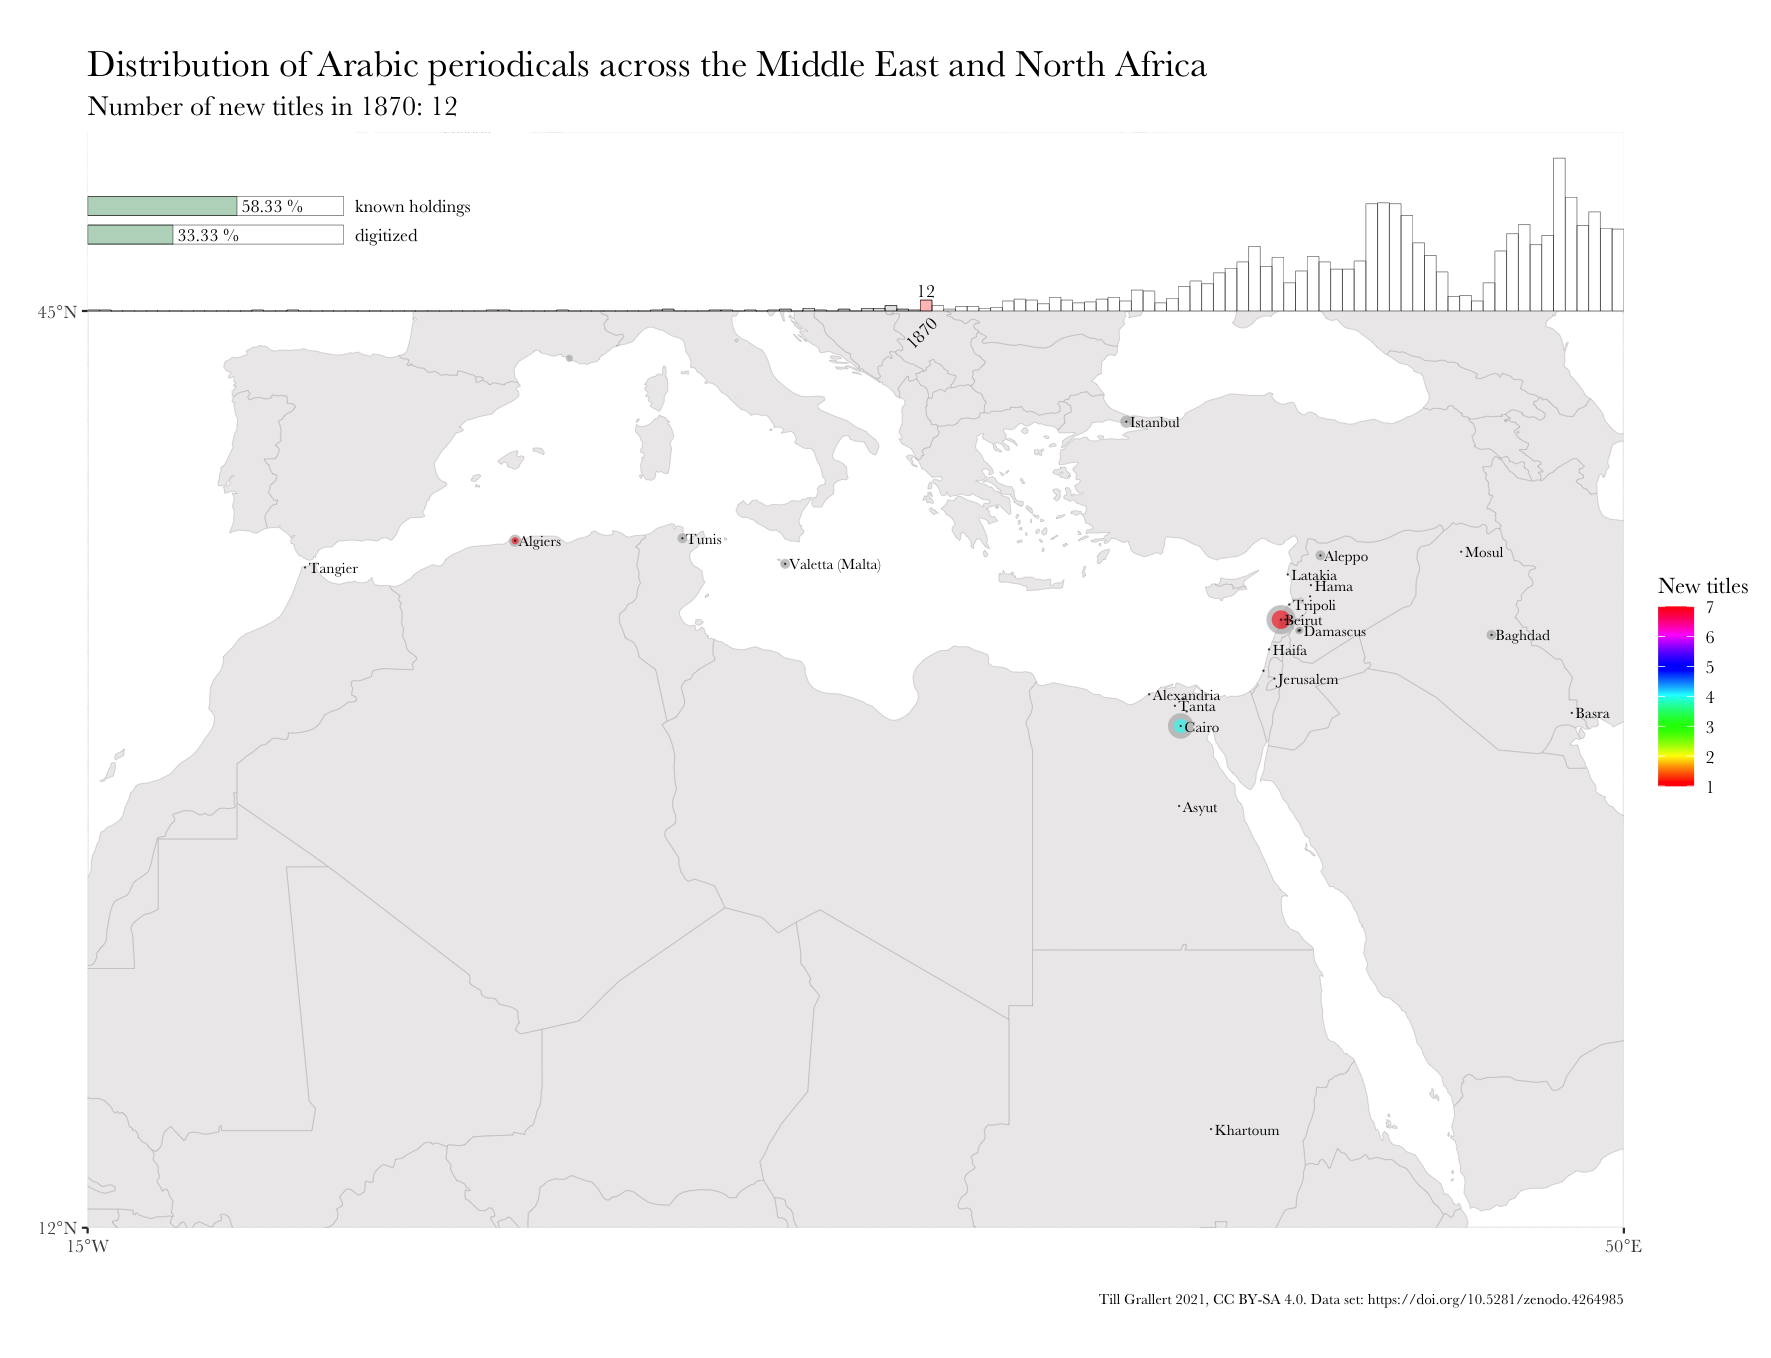 Distribution of Arabic periodicals across the Middle East and North Africa
Number of new titles in 1870: 12
58.33 % known holdings
33.33 % digitized
12
45°N
1870
Istanbul
Algiers
Tunis
Tangier
Valetta (Malta)
Aleppo
Mosul
Latakia
Hama
Tripoli
Beirut
Damascus
Baghdad
Haifa
Jerusalem
Alexandria
Tanta
Cairo
Basra
Asyut
Khartoum
New titles
7
6
5
4
3
2
1
12°N
15°W
50°E
Till Grallert 2021, CC BY-SA 4.0. Data set: https://doi.org/10.5281/zenodo.4264985